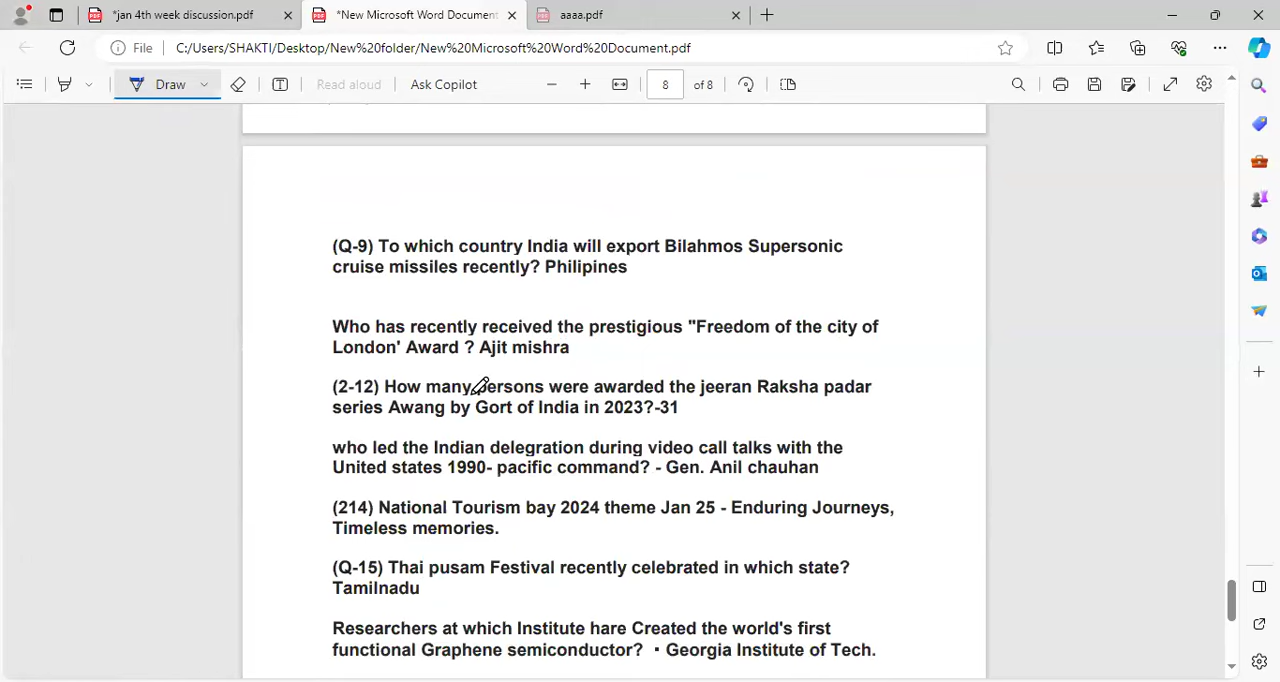 *jan 4th week discussion.pdf
*New Microsoft Word Document
aaaa.pdf
File
C:/Users/SHAKTI/Desktop/New%20folder/New%20Microsoft%20Word%20Document.pdf
Draw
Read aloud
Ask Copilot
8 of 8
(Q-9) To which country India will export Bilahmos Supersonic
cruise missiles recently? Philipines
Who has recently received the prestigious "Freedom of the city of
London' Award ? Ajit mishra
(2-12) How many persons were awarded the jeeran Raksha padar
series Awang by Gort of India in 2023?-31
who led the Indian delegration during video call talks with the
United states 1990- pacific command? - Gen. Anil chauhan
(214) National Tourism bay 2024 theme Jan 25 - Enduring Journeys,
Timeless memories.
(Q-15) Thai pusam Festival recently celebrated in which state?
Tamilnadu
Researchers at which Institute hare Created the world's first
functional Graphene semiconductor? • Georgia Institute of Tech.